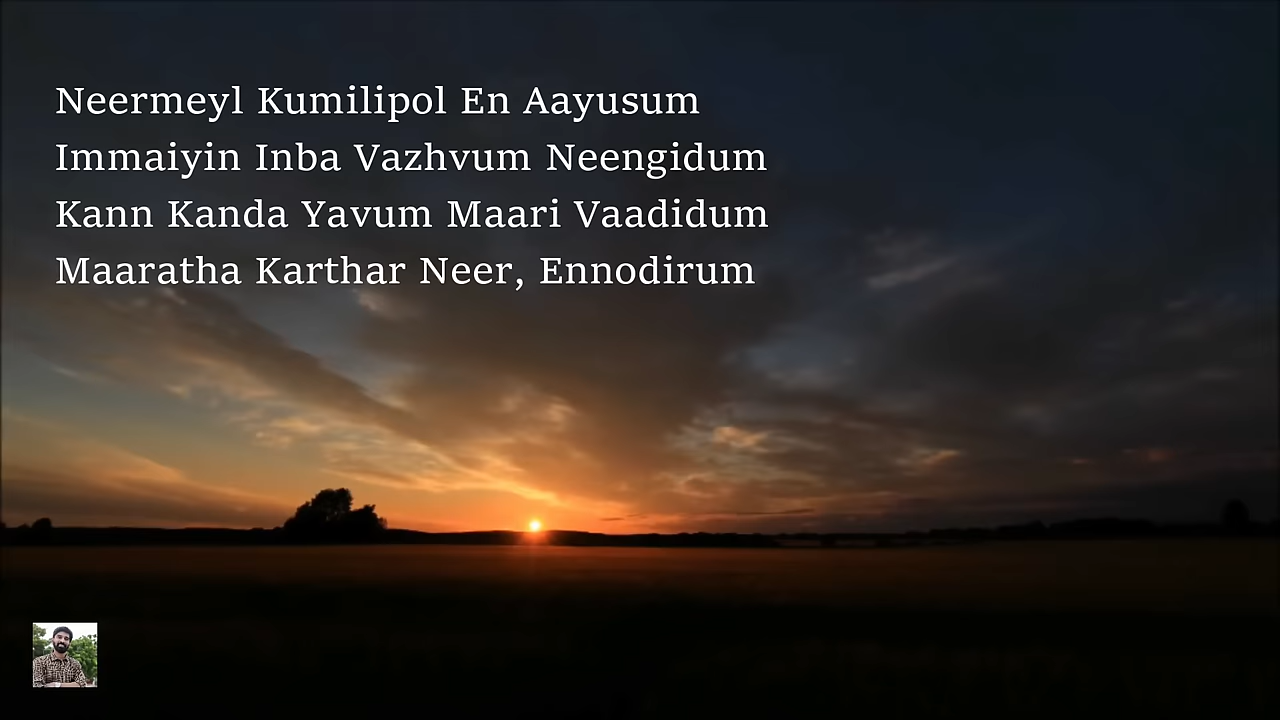 Neermeyl Kumilipol En Aayusum
Immaiyin Inba Vazhvum Neengidum
Kann Kanda Yavum Maari Vaadidum
Maaratha Karthar Neer, Ennodirum